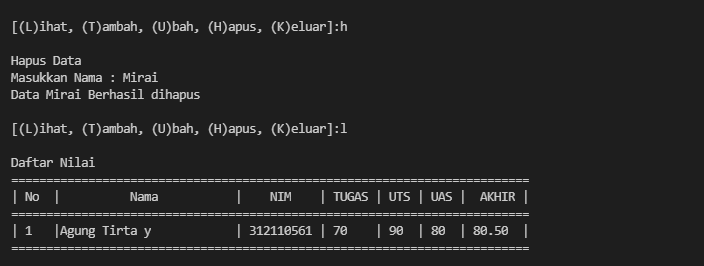 [(L)ihat, (T)ambah, (U)bah, (H)apus, (K)eluar]:h
Hapus Data
Masukkan Nama : Mirai
Data Mirai Berhasil dihapus
[(L)ihat, (T)ambah, (U)bah, (H)apus, (K)eluar]:l
Daftar Nilai
==========================================================================
| No | Nama | NIM | TUGAS | UTS | UAS | AKHIR |
==========================================================================
| 1 |Agung Tirta y | 312110561 | 70 | 90 | 80 | 80.50 |
==========================================================================